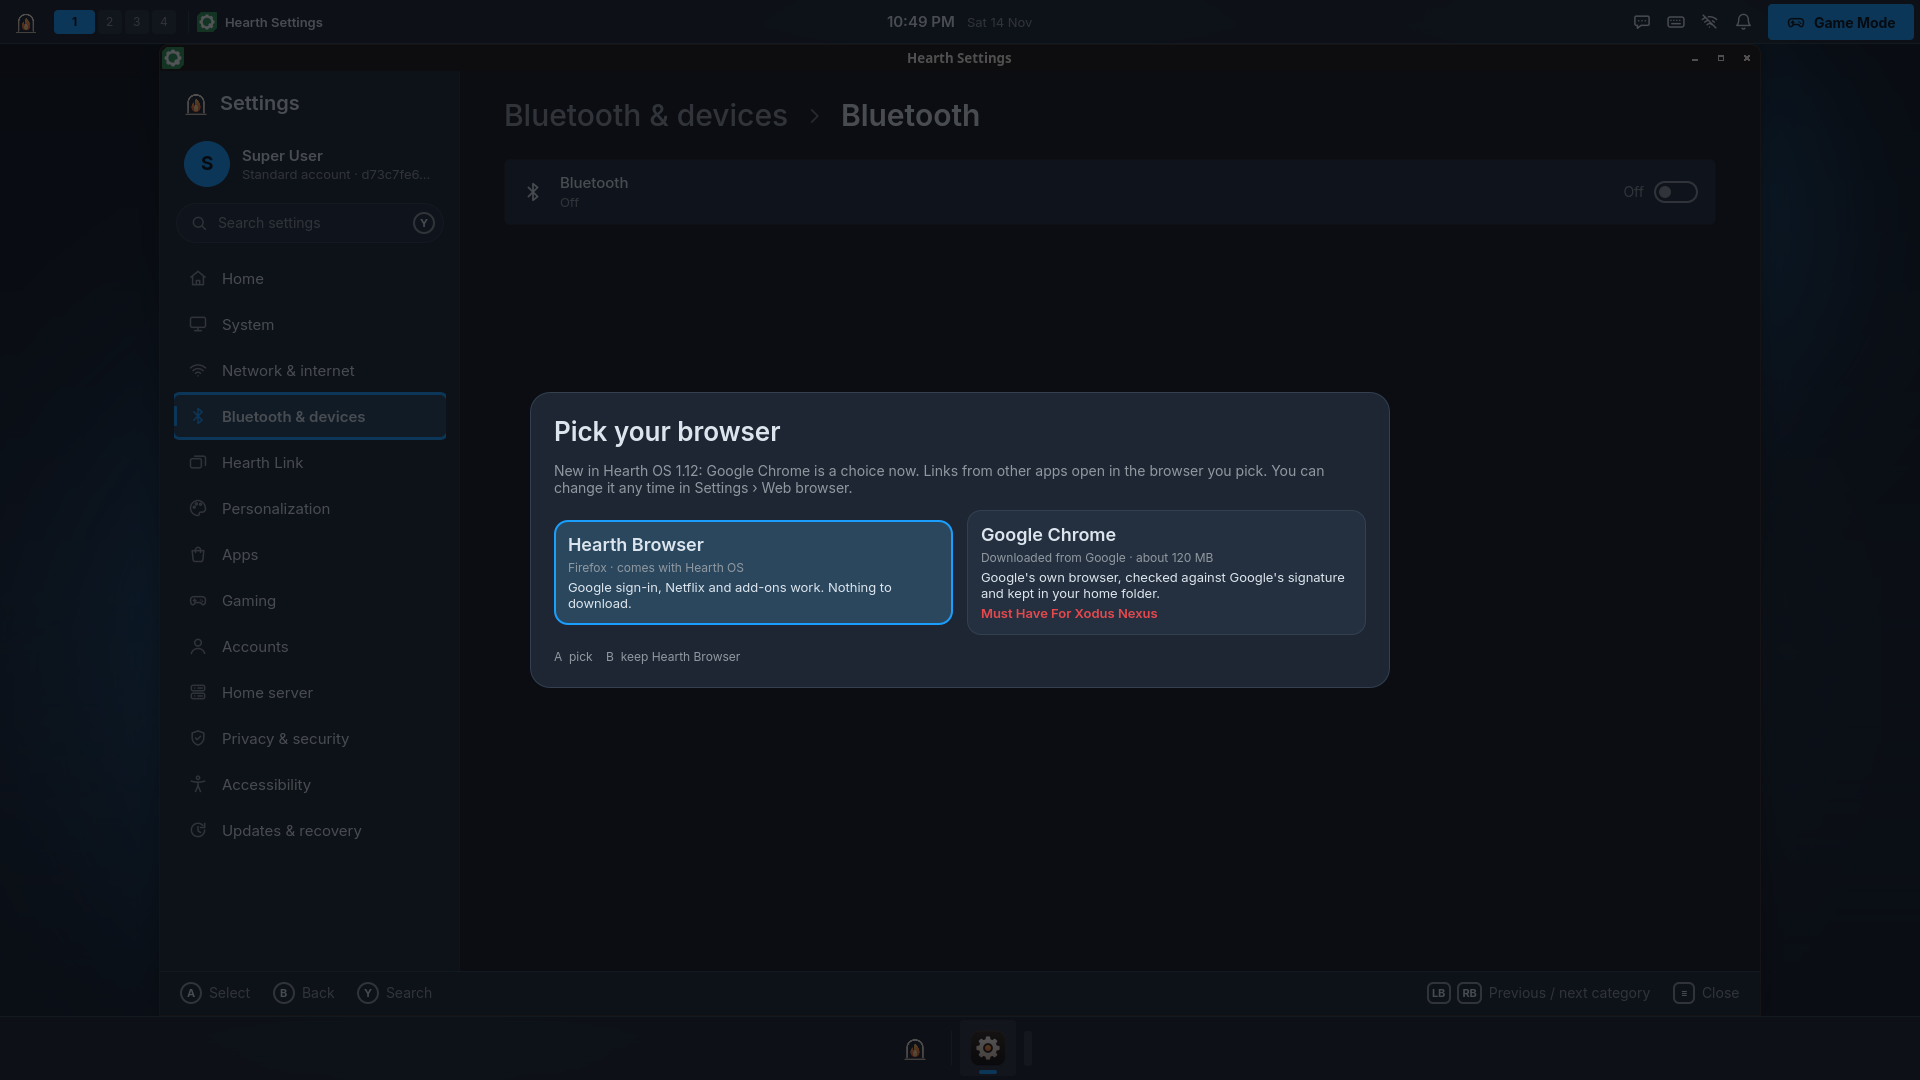 1 2 3 4 Hearth Settings
10:49 PM Sat 14 Nov
Game Mode
Hearth Settings
Settings
S
Super User
Standard account · d73c7fe6...
Search settings Y
Home
System
Network & internet
Bluetooth & devices
Hearth Link
Personalization
Apps
Gaming
Accounts
Home server
Privacy & security
Accessibility
Updates & recovery
Bluetooth & devices › Bluetooth
Bluetooth
Off
Off
Pick your browser
New in Hearth OS 1.12: Google Chrome is a choice now. Links from other apps open in the browser you pick. You can
change it any time in Settings › Web browser.
Hearth Browser
Firefox · comes with Hearth OS
Google sign-in, Netflix and add-ons work. Nothing to
download.
Google Chrome
Downloaded from Google · about 120 MB
Google's own browser, checked against Google's signature
and kept in your home folder.
Must Have For Xodus Nexus
A pick B keep Hearth Browser
A Select B Back Y Search
LB RB Previous / next category ≡ Close